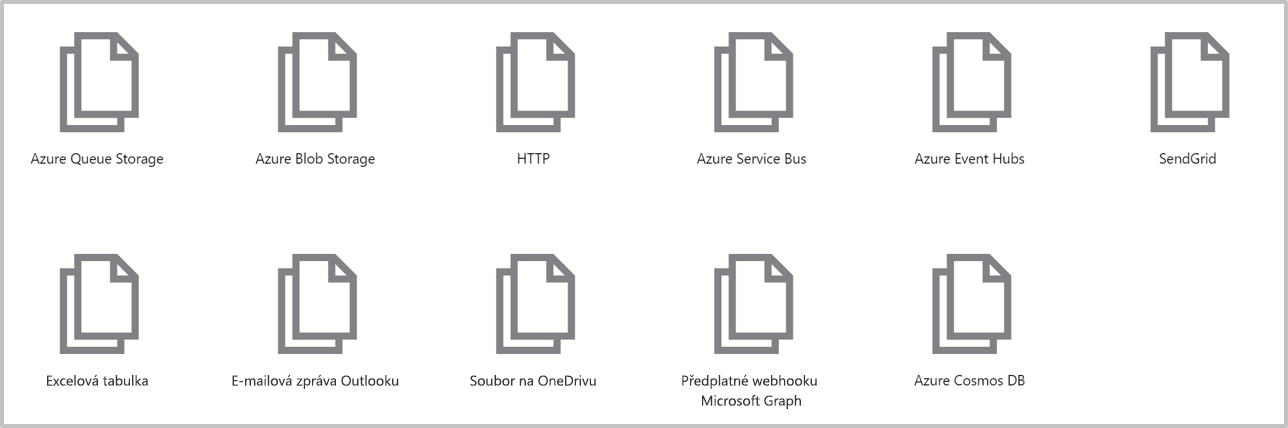 Azure Queue Storage
Azure Blob Storage
HTTP
Azure Service Bus
Azure Event Hubs
SendGrid
Excelová tabulka
E-mailová zpráva Outlooku
Soubor na OneDrivu
Předplatné webhooku
Microsoft Graph
Azure Cosmos DB